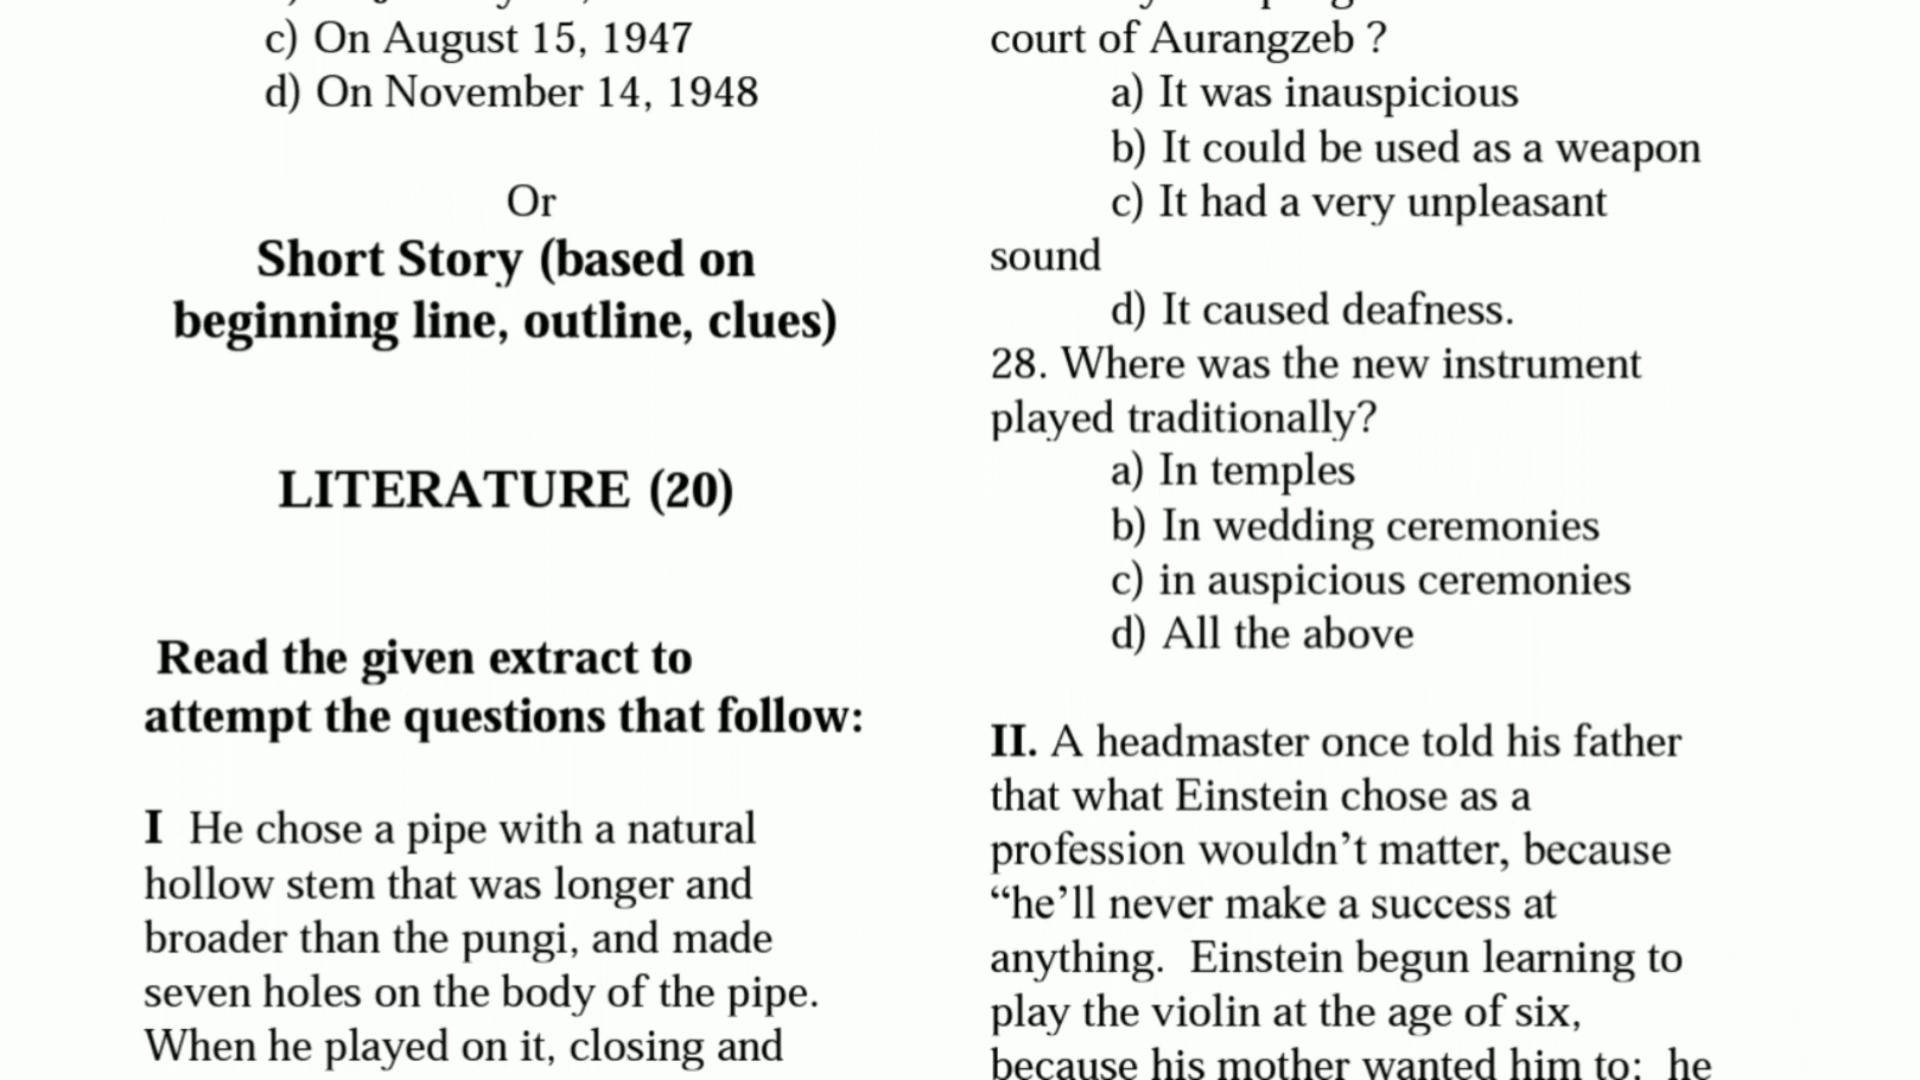 c) On August 15, 1947
d) On November 14, 1948
Or
Short Story (based on
beginning line, outline, clues)
LITERATURE (20)
Read the given extract to
attempt the questions that follow:
I He chose a pipe with a natural
hollow stem that was longer and
broader than the pungi, and made
seven holes on the body of the pipe.
When he played on it, closing and
court of Aurangzeb ?
a) It was inauspicious
b) It could be used as a weapon
c) It had a very unpleasant
sound
d) It caused deafness.
28. Where was the new instrument
played traditionally?
a) In temples
b) In wedding ceremonies
c) in auspicious ceremonies
d) All the above
II. A headmaster once told his father
that what Einstein chose as a
profession wouldn’t matter, because
“he’ll never make a success at
anything. Einstein begun learning to
play the violin at the age of six,
because his mother wanted him to: he